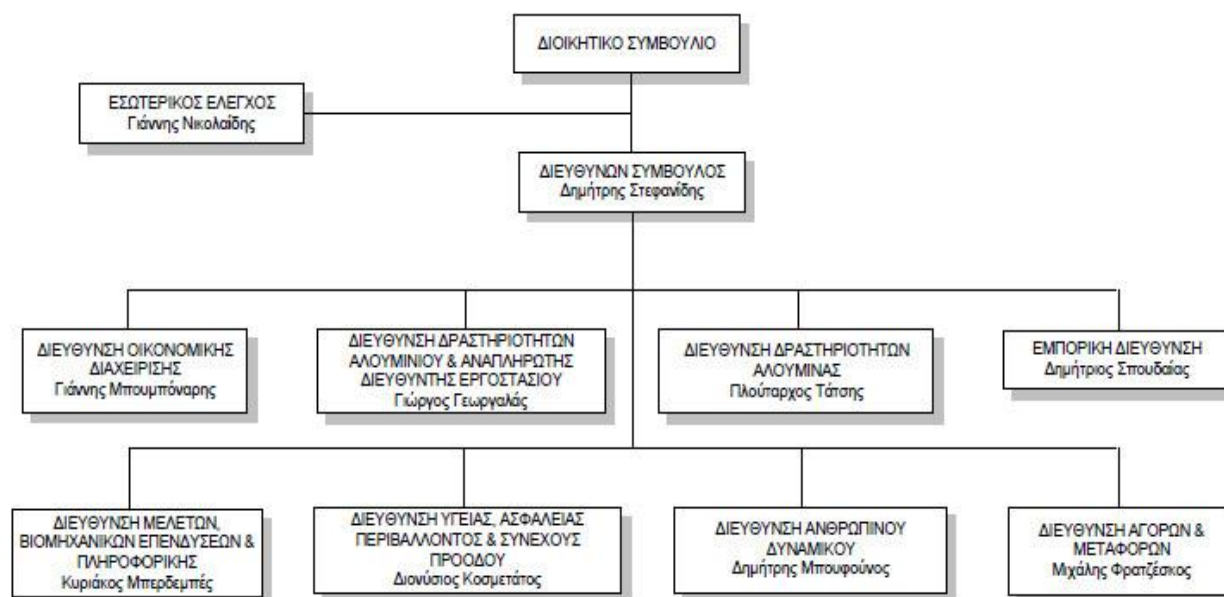 ΔΙΟΙΚΗΤΙΚΟ ΣΥΜΒΟΥΛΙΟ
ΕΣΩΤΕΡΙΚΟΣ ΕΛΕΓΧΟΣ
Γιάννης Νικολαΐδης
ΔΙΕΥΘΥΝΩΝ ΣΥΜΒΟΥΛΟΣ
Δημήτρης Στεφανίδης
ΔΙΕΥΘΥΝΣΗ ΟΙΚΟΝΟΜΙΚΗΣ
ΔΙΑΧΕΙΡΙΣΗΣ
Γιάννης Μπουμπόναρης
ΔΙΕΥΘΥΝΣΗ ΔΡΑΣΤΗΡΙΟΤΗΤΩΝ
ΑΛΟΥΜΙΝΙΟΥ & ΑΝΑΠΛΗΡΩΤΗΣ
ΔΙΕΥΘΥΝΤΗΣ ΕΡΓΟΣΤΑΣΙΟΥ
Γιώργος Γεωργαλάς
ΔΙΕΥΘΥΝΣΗ ΔΡΑΣΤΗΡΙΟΤΗΤΩΝ
ΑΛΟΥΜΙΝΑΣ
Πλούταρχος Τάτσης
ΕΜΠΟΡΙΚΗ ΔΙΕΥΘΥΝΣΗ
Δημήτριος Σπουδαίας
ΔΙΕΥΘΥΝΣΗ ΜΕΛΕΤΩΝ,
ΒΙΟΜΗΧΑΝΙΚΩΝ ΕΠΕΝΔΥΣΕΩΝ &
ΠΛΗΡΟΦΟΡΙΚΗΣ
Κυριάκος Μπερδεμπές
ΔΙΕΥΘΥΝΣΗ ΥΓΕΙΑΣ, ΑΣΦΑΛΕΙΑΣ
ΠΕΡΙΒΑΛΛΟΝΤΟΣ & ΣΥΝΕΧΟΥΣ
ΠΡΟΟΔΟΥ
Διονύσιος Κοσμετάτος
ΔΙΕΥΘΥΝΣΗ ΑΝΘΡΩΠΙΝΟΥ
ΔΥΝΑΜΙΚΟΥ
Δημήτρης Μπουφούνος
ΔΙΕΥΘΥΝΣΗ ΑΓΟΡΩΝ &
ΜΕΤΑΦΟΡΩΝ
Μιχάλης Φρατζέσκος